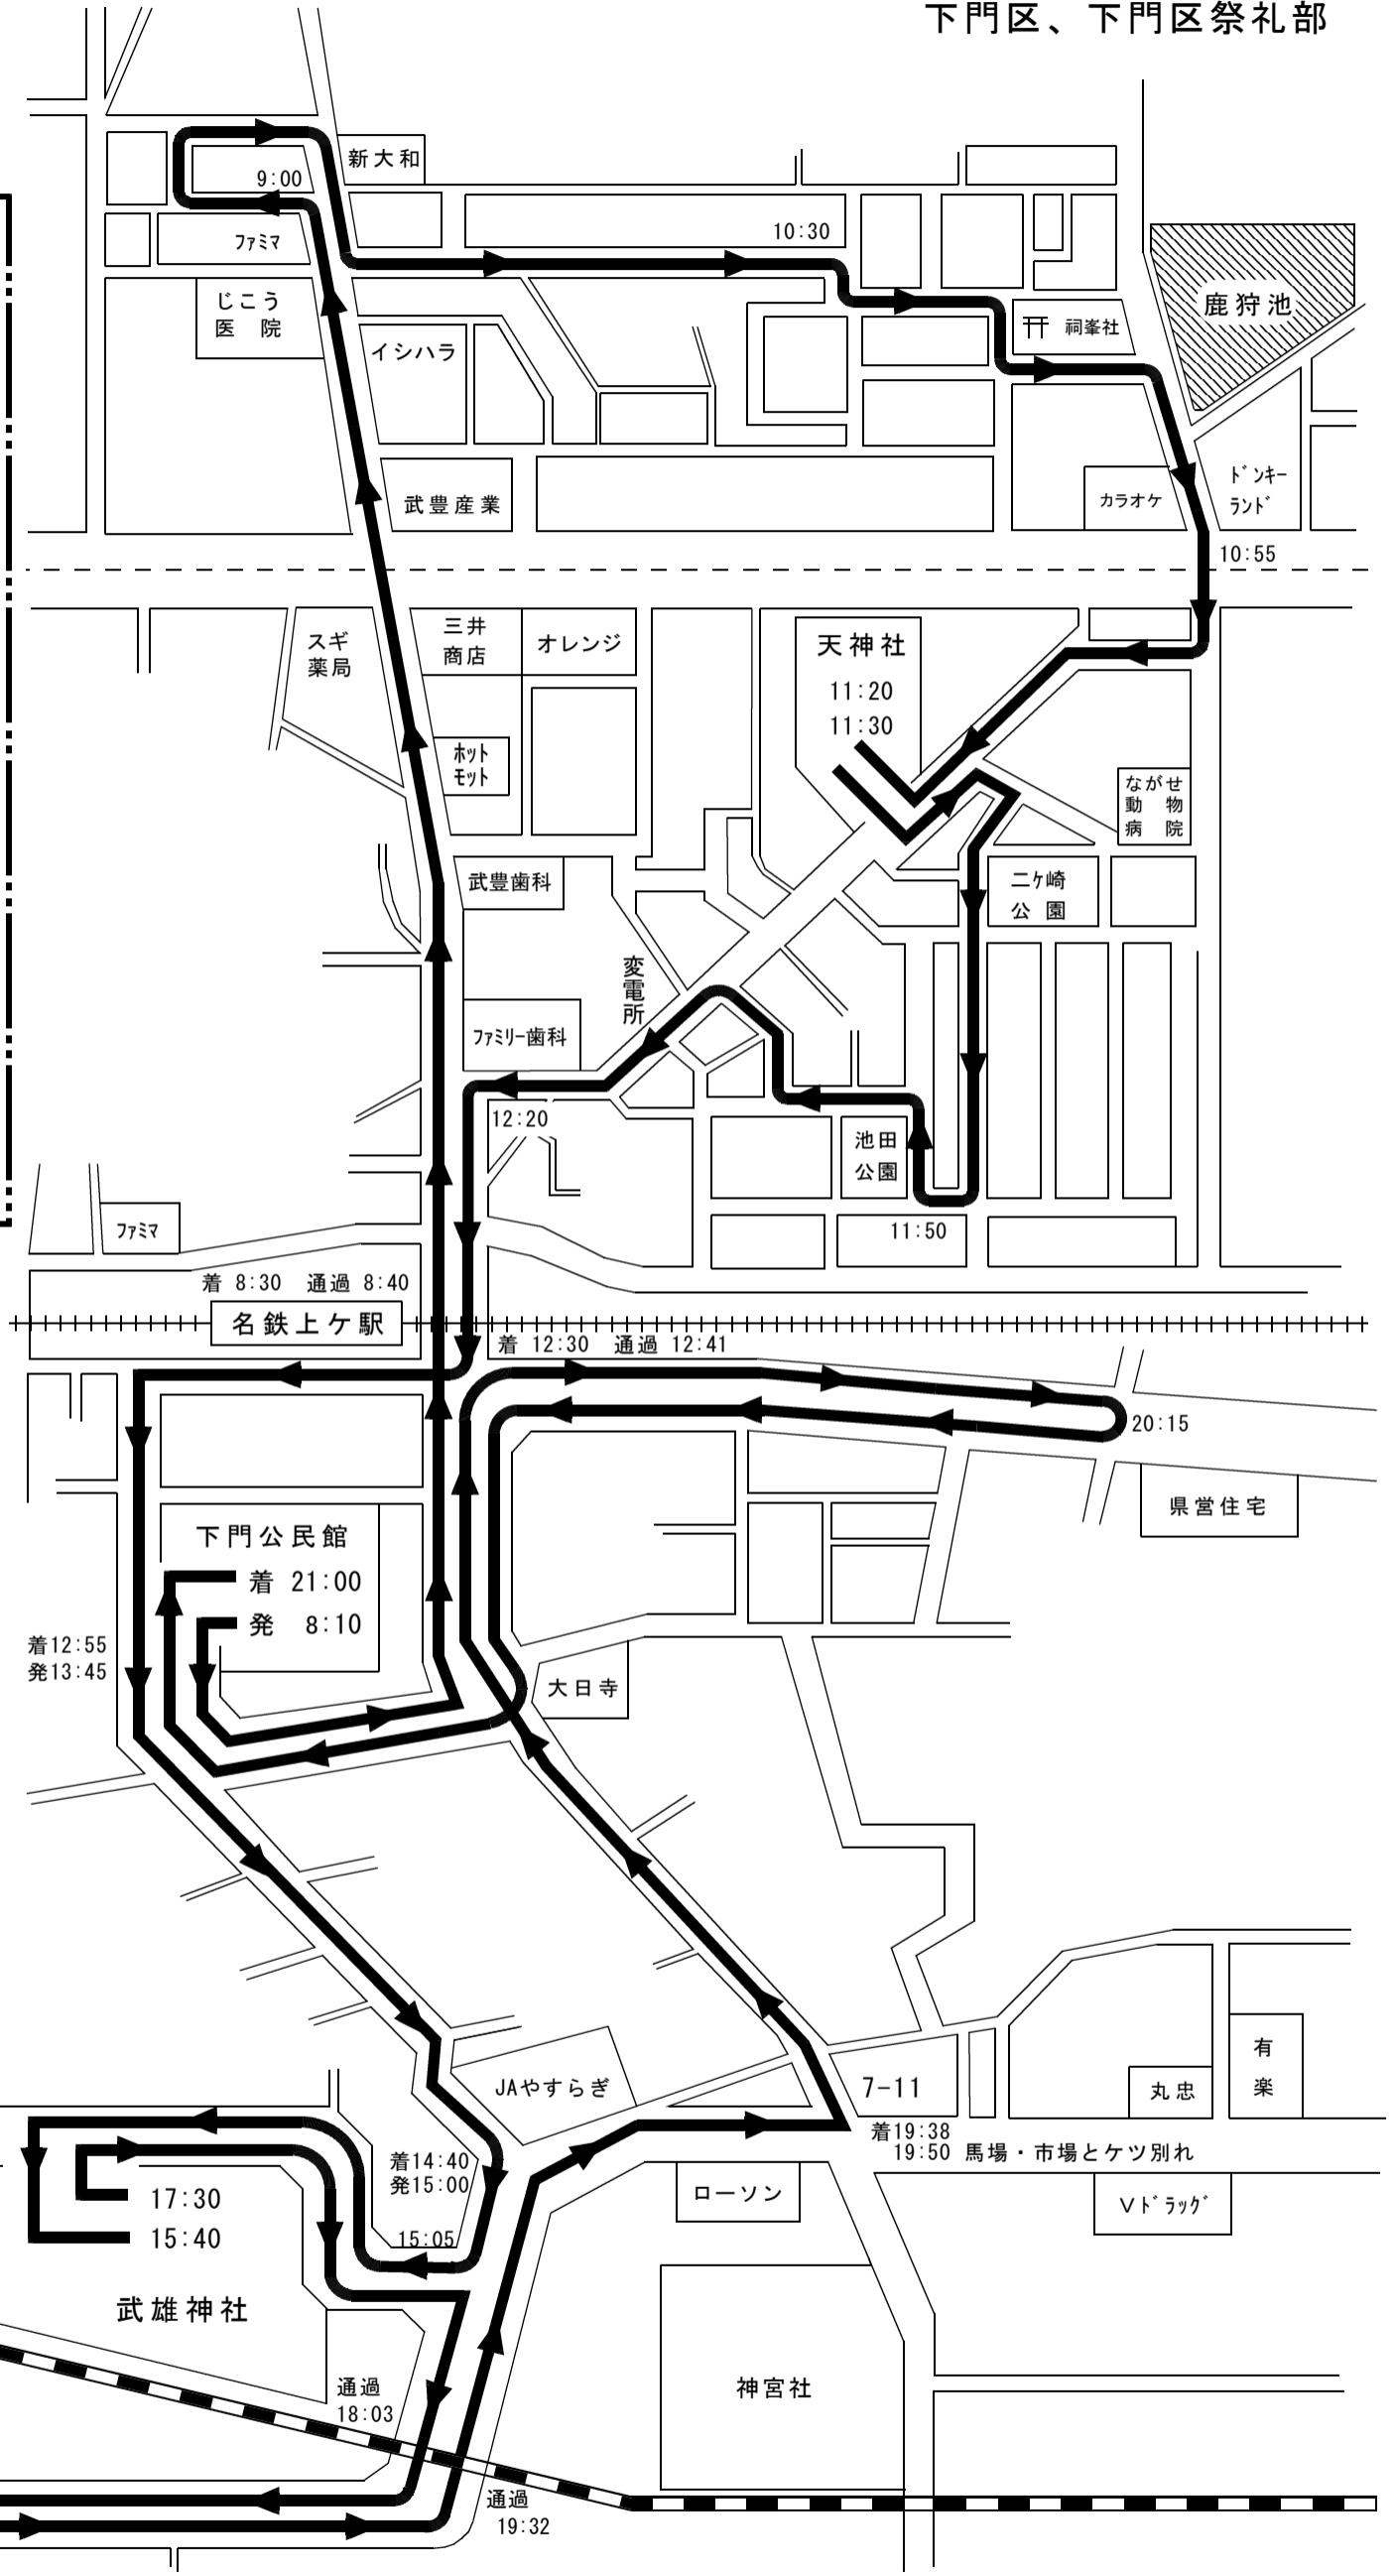 下門区、下門区祭礼部
新大和
9:00
ファミマ
10:30
じこう
医　院
イシハラ
祠峯社
鹿狩池
武豊産業
カラオケ
ドンキー
ランド
10:55
スギ
薬局
三井
商店
オレンジ
天神社
11:20
11:30
ホット
モット
ながせ
動　物
病　院
武豊歯科
二ケ崎
公　園
変電所
ファミリー歯科
12:20
池田
公園
11:50
ファミマ
着 8:30　通過 8:40
名鉄上ケ駅
着 12:30　通過 12:41
20:15
県営住宅
下門公民館
着 21:00
発　8:10
着12:55
発13:45
大日寺
JAやすらぎ
7-11
有楽
丸忠
着19:38
19:50 馬場・市場とケツ別れ
着14:40
発15:00
ローソン
Vドラッグ
17:30
15:40
15:05
武雄神社
通過
18:03
神宮社
通過
19:32